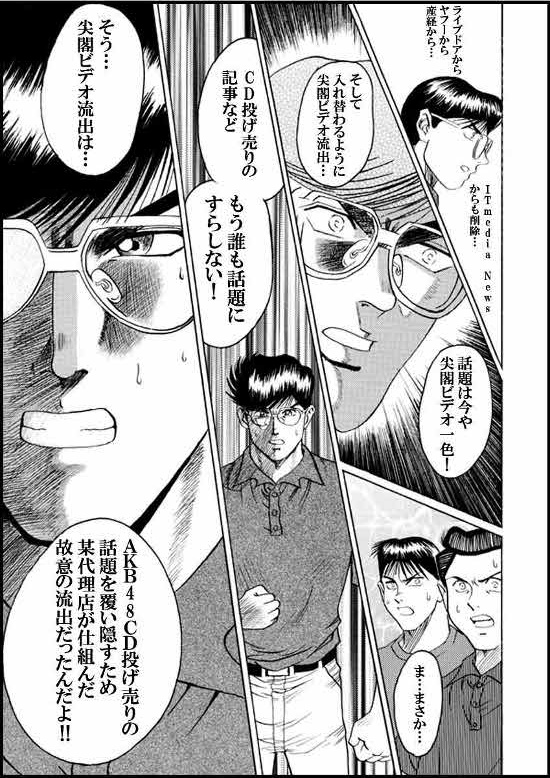 ライブドアから
ヤフーから
産経から…
ITmedia News
からも削除…
そして
入れ替わるように
尖閣ビデオ流出…
話題は今や
尖閣ビデオ一色！
ま…まさか…
CD投げ売りの
記事など
もう誰も話題に
すらしない！
そう…
尖閣ビデオ流出は…
AKB48CD投げ売りの
話題を覆い隠すため
某代理店が仕組んだ
故意の流出だったんだよ!!